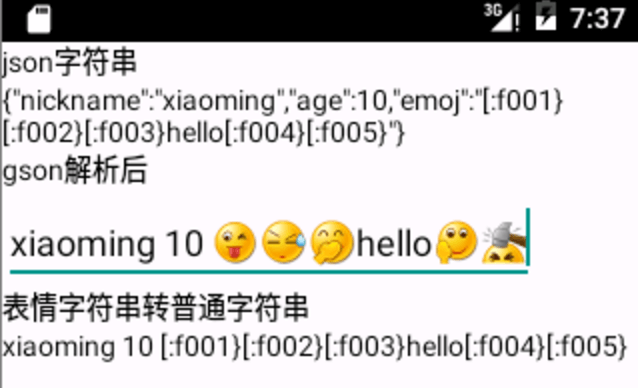 3G 7:37
json字符串
{"nickname":"xiaoming","age":10,"emoj":"[:f001}
[:f002}[:f003}hello[:f004}[:f005}"}
gson解析后
xiaoming 10 😜😓🤭hello🤔🔨
表情字符串转普通字符串
xiaoming 10 [:f001}[:f002}[:f003}hello[:f004}[:f005}